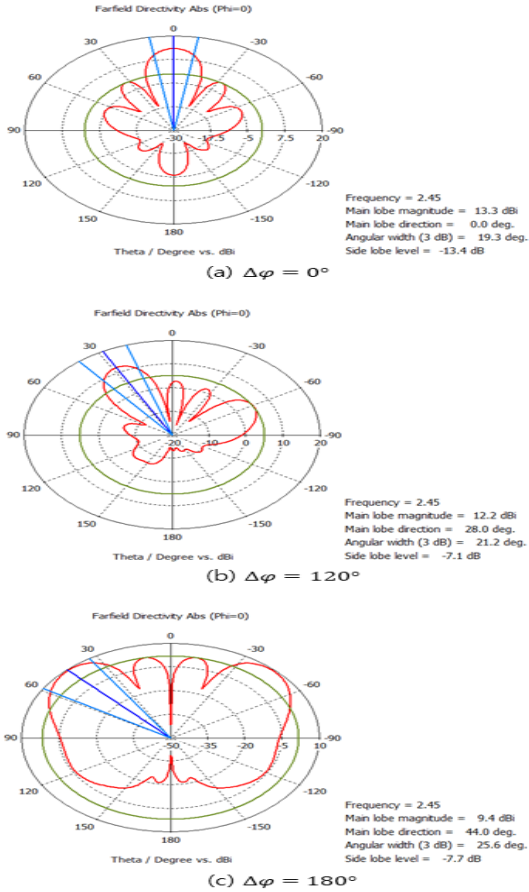 Farfield Directivity Abs (Phi=0)
0
30 -30
60 -60
90 -30 -17.5 -5 7.5 20 -90
120 -120
150 -150
180
Frequency = 2.45
Main lobe magnitude = 13.3 dBi
Main lobe direction = 0.0 deg.
Angular width (3 dB) = 19.3 deg.
Side lobe level = -13.4 dB
Theta / Degree vs. dBi
(a) Δφ = 0°
Farfield Directivity Abs (Phi=0)
0
30 -30
60 -60
90 -20 -10 0 10 20 -90
120 -120
150 -150
180
Frequency = 2.45
Main lobe magnitude = 12.2 dBi
Main lobe direction = 28.0 deg.
Angular width (3 dB) = 21.2 deg.
Side lobe level = -7.1 dB
Theta / Degree vs. dBi
(b) Δφ = 120°
Farfield Directivity Abs (Phi=0)
0
30 -30
60 -60
90 -50 -35 -20 -5 10 -90
120 -120
150 -150
180
Frequency = 2.45
Main lobe magnitude = 9.4 dBi
Main lobe direction = 44.0 deg.
Angular width (3 dB) = 25.6 deg.
Side lobe level = -7.7 dB
Theta / Degree vs. dBi
(c) Δφ = 180°